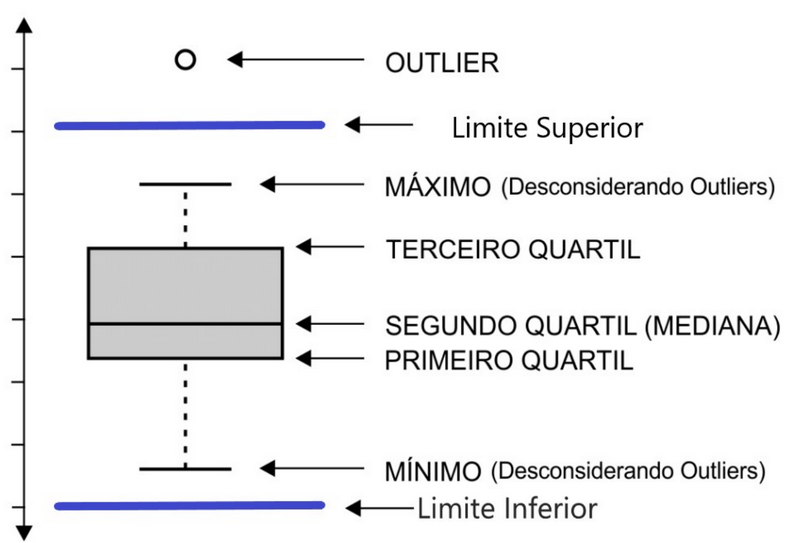 OUTLIER
Limite Superior
MÁXIMO (Desconsiderando Outliers)
TERCEIRO QUARTIL
SEGUNDO QUARTIL (MEDIANA)
PRIMEIRO QUARTIL
MÍNIMO (Desconsiderando Outliers)
Limite Inferior